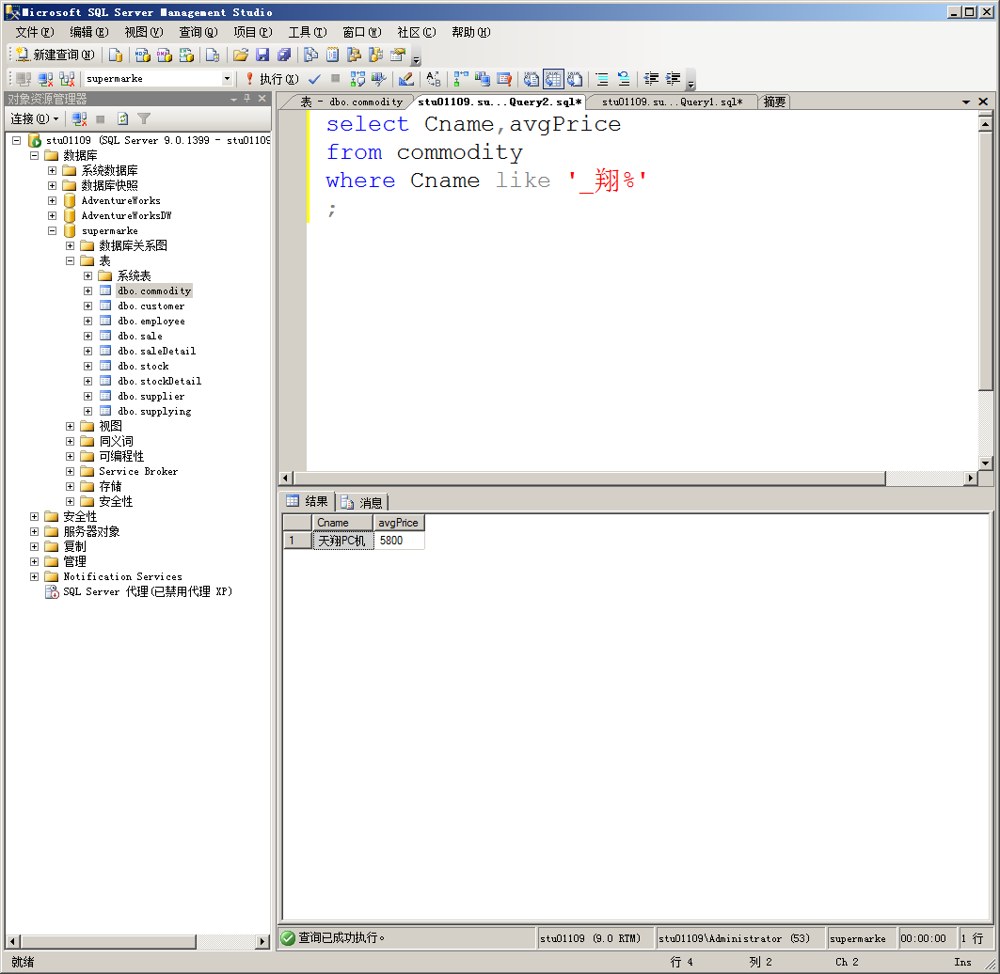 Microsoft SQL Server Management Studio
文件(F) 编辑(E) 视图(V) 查询(Q) 项目(P) 工具(T) 窗口(W) 社区(C) 帮助(H)
新建查询(N)
supermarke 执行(X)
对象资源管理器
连接(O)
stu01109 (SQL Server 9.0.1399 - stu01109
数据库
系统数据库
数据库快照
AdventureWorks
AdventureWorksDW
supermarke
数据库关系图
表
系统表
dbo.commodity
dbo.customer
dbo.employee
dbo.sale
dbo.saleDetail
dbo.stock
dbo.stockDetail
dbo.supplier
dbo.supplying
视图
同义词
可编程性
Service Broker
存储
安全性
安全性
服务器对象
复制
管理
Notification Services
SQL Server 代理(已禁用代理 XP)
表 - dbo.commodity stu01109.su...Query2.sql* stu01109.su...Query1.sql* 摘要
select Cname,avgPrice
from commodity
where Cname like '_翔%'
;
结果 消息
Cname avgPrice
1 天翔PC机 5800
查询已成功执行。 stu01109 (9.0 RTM) stu01109\Administrator (53) supermarke 00:00:00 1 行
就绪 行 4 列 2 Ch 2 Ins